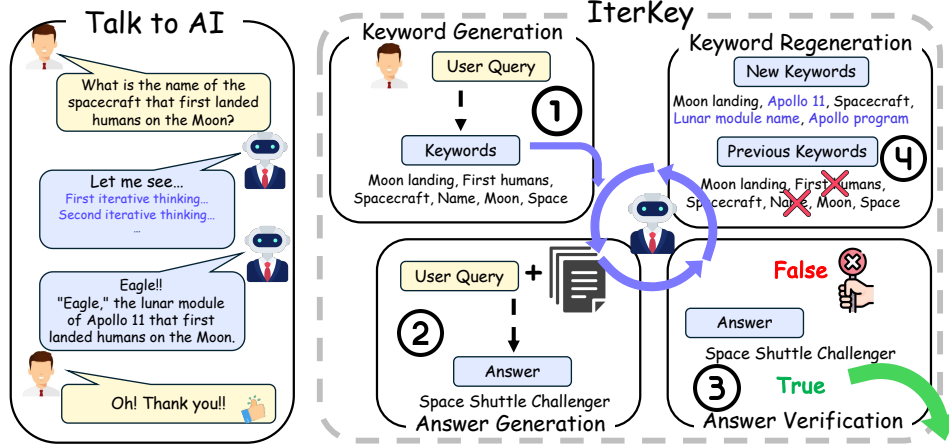 Talk to AI
What is the name of the
spacecraft that first landed
humans on the Moon?
Let me see...
First iterative thinking...
Second iterative thinking...
...
Eagle!!
"Eagle," the lunar module
of Apollo 11 that first
landed humans on the Moon.
Oh! Thank you!!
IterKey
Keyword Generation
User Query
1
Keywords
Moon landing, First humans,
Spacecraft, Name, Moon, Space
User Query
+
2
Answer
Space Shuttle Challenger
Answer Generation
False
Answer
Space Shuttle Challenger
3
True
Answer Verification
Keyword Regeneration
New Keywords
Moon landing, Apollo 11, Spacecraft,
Lunar module name, Apollo program
Previous Keywords
4
Moon landing, First humans,
Spacecraft, Name, Moon, Space